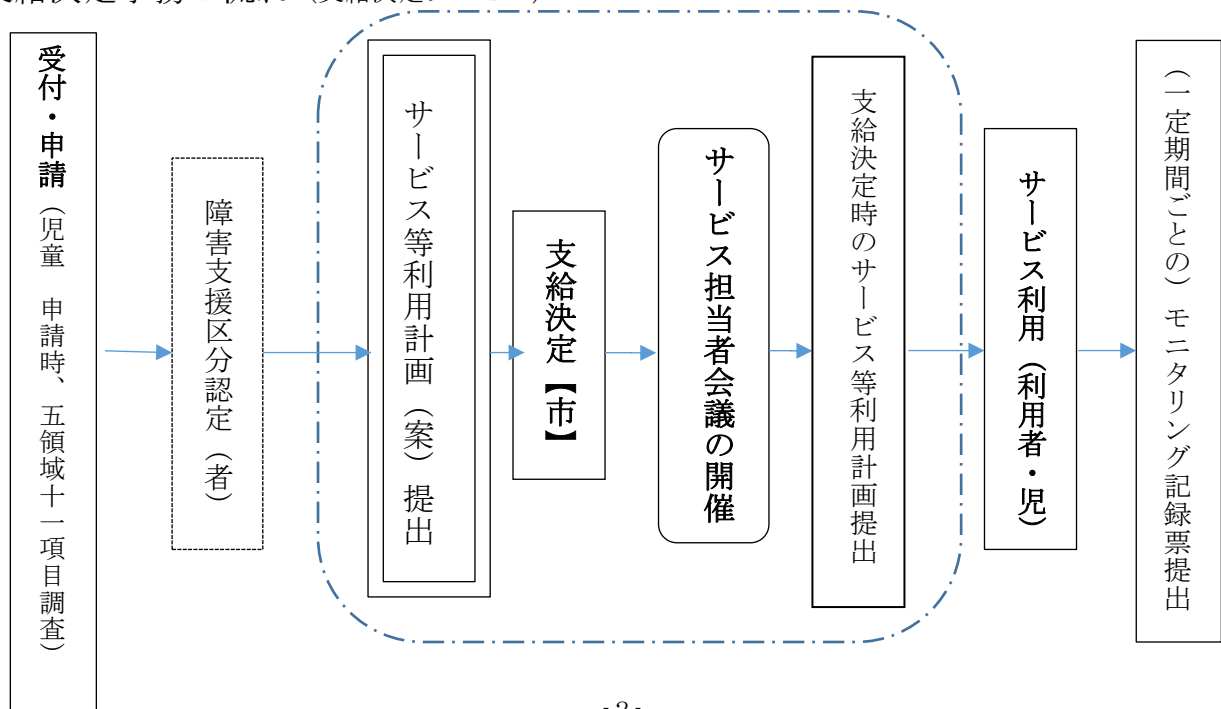 受付・申請（児童　申請時、五領域十一項目調査）
障害支援区分認定（者）
サービス等利用計画（案）提出
支給決定【市】
サービス担当者会議の開催
支給決定時のサービス等利用計画提出
サービス利用（利用者・児）
（一定期間ごとの）モニタリング記録票提出